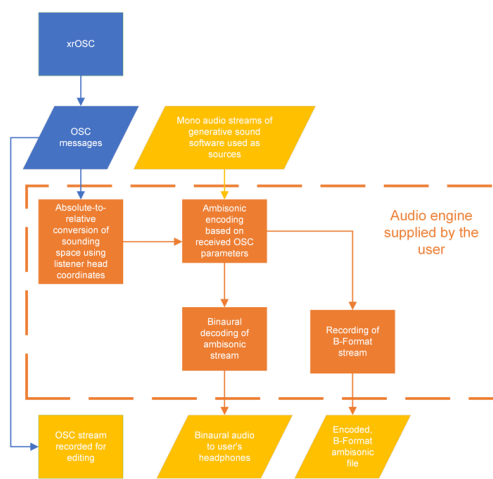 xrOSC
OSC
messages
Mono audio streams of
generative sound
software used as
sources
Absolute-to-
relative
conversion of
sounding
space using
listener head
coordinates
Ambisonic
encoding
based on
received OSC
parameters
Audio engine
supplied by the
user
Binaural
decoding of
ambisonic
stream
Recording of
B-Format
stream
OSC stream
recorded for
editing
Binaural audio
to user's
headphones
Encoded,
B-Format
ambisonic
file